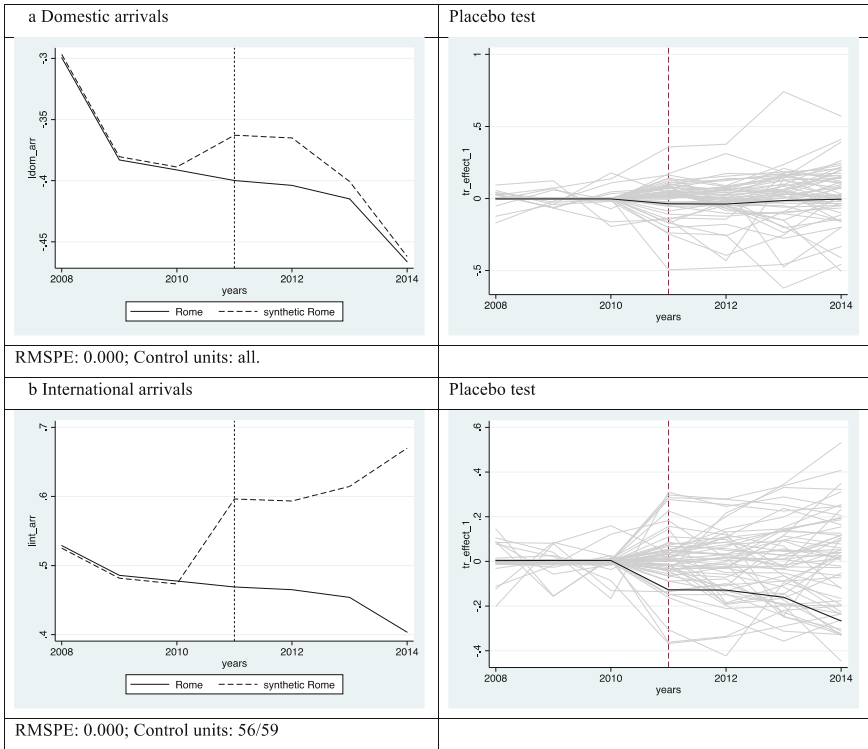 a Domestic arrivals
Placebo test
-.3
-.35
-.4
-.45
ldom_arr
2008
2010
2012
2014
years
Rome
synthetic Rome
1
.5
0
-.5
tr_effect_1
2008
2010
2012
2014
years
RMSPE: 0.000; Control units: all.
b International arrivals
Placebo test
.7
.6
.5
.4
lint_arr
2008
2010
2012
2014
years
Rome
synthetic Rome
.6
.4
.2
0
-.2
-.4
tr_effect_1
2008
2010
2012
2014
years
RMSPE: 0.000; Control units: 56/59